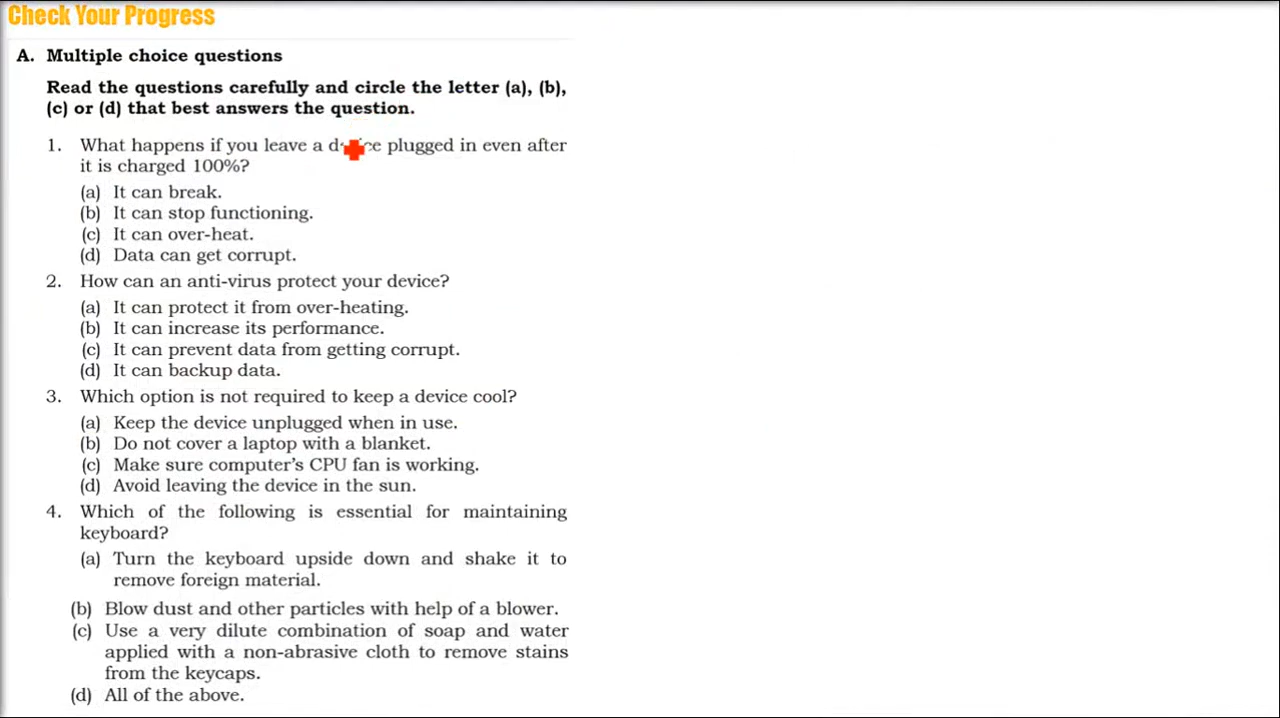 Check Your Progress
A. Multiple choice questions
Read the questions carefully and circle the letter (a), (b),
(c) or (d) that best answers the question.
1. What happens if you leave a device plugged in even after
it is charged 100%?
(a) It can break.
(b) It can stop functioning.
(c) It can over-heat.
(d) Data can get corrupt.
2. How can an anti-virus protect your device?
(a) It can protect it from over-heating.
(b) It can increase its performance.
(c) It can prevent data from getting corrupt.
(d) It can backup data.
3. Which option is not required to keep a device cool?
(a) Keep the device unplugged when in use.
(b) Do not cover a laptop with a blanket.
(c) Make sure computer's CPU fan is working.
(d) Avoid leaving the device in the sun.
4. Which of the following is essential for maintaining
keyboard?
(a) Turn the keyboard upside down and shake it to
remove foreign material.
(b) Blow dust and other particles with help of a blower.
(c) Use a very dilute combination of soap and water
applied with a non-abrasive cloth to remove stains
from the keycaps.
(d) All of the above.